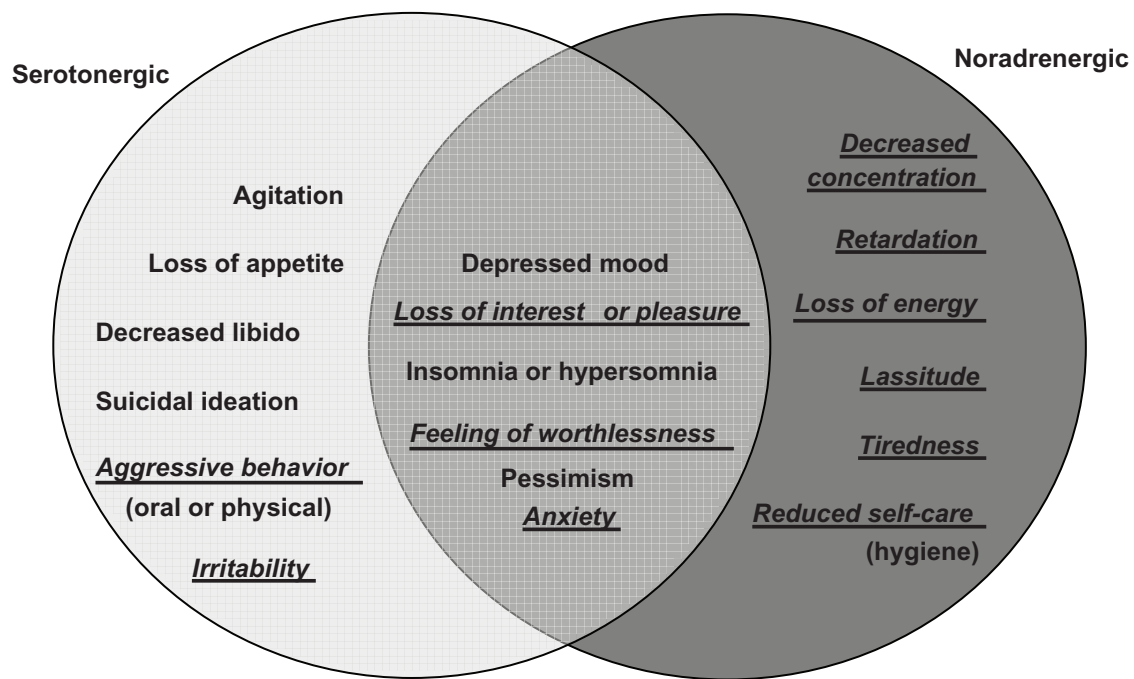 Serotonergic
Noradrenergic
Agitation
Loss of appetite
Decreased libido
Suicidal ideation
Aggressive behavior
(oral or physical)
Irritability
Depressed mood
Loss of interest or pleasure
Insomnia or hypersomnia
Feeling of worthlessness
Pessimism
Anxiety
Decreased
concentration
Retardation
Loss of energy
Lassitude
Tiredness
Reduced self-care
(hygiene)